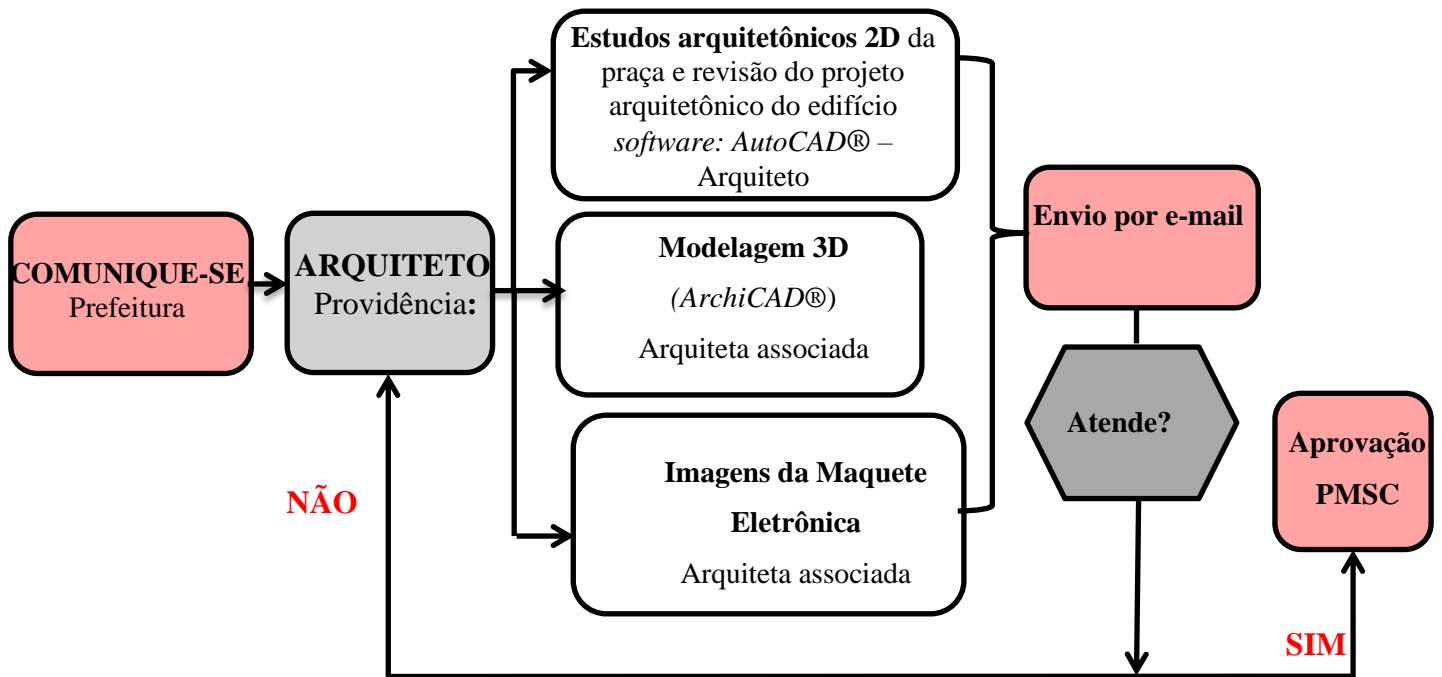 COMUNIQUE-SE
Prefeitura
ARQUITETO
Providência:
Estudos arquitetônicos 2D da
praça e revisão do projeto
arquitetônico do edifício
software: AutoCAD® –
Arquiteto
Modelagem 3D
(ArchiCAD®)
Arquiteta associada
Imagens da Maquete
Eletrônica
Arquiteta associada
Envio por e-mail
Atende?
Aprovação
PMSC
NÃO
SIM